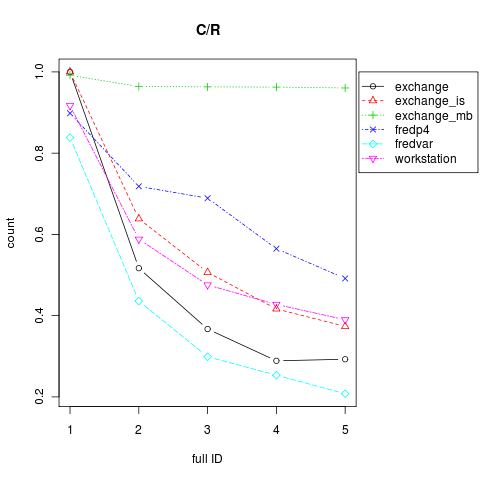 C/R
count
1.0
0.8
0.6
0.4
0.2
1 2 3 4 5
full ID
exchange
exchange_is
exchange_mb
fredp4
fredvar
workstation